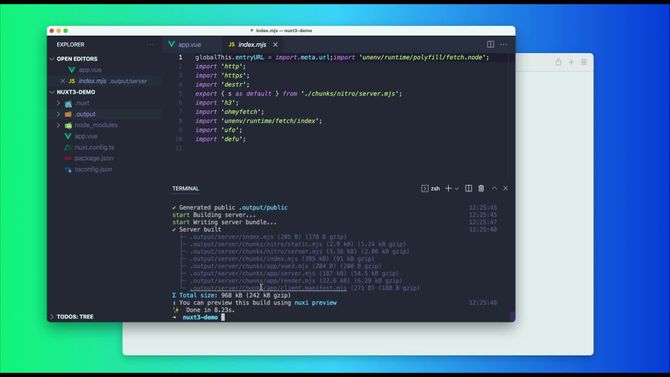 index.mjs — nuxt3-demo
EXPLORER
app.vue
index.mjs
OPEN EDITORS
app.vue
index.mjs .output/server
NUXT3-DEMO
.nuxt
.output
node_modules
app.vue
nuxt.config.ts
package.json
tsconfig.json
TODOS: TREE
1 globalThis.entryURL = import.meta.url;import 'unenv/runtime/polyfill/fetch.node';
2 import 'http';
3 import 'https';
4 import 'destr';
5 export { s as default } from './chunks/nitro/server.mjs';
6 import 'h3';
7 import 'ohmyfetch';
8 import 'unenv/runtime/fetch/index';
9 import 'ufo';
10 import 'defu';
TERMINAL
zsh
✔ Generated public .output/public 12:25:45
start Building server... 12:25:45
start Writing server bundle... 12:25:47
✔ Server built 12:25:48
├─ .output/server/index.mjs (285 B) (178 B gzip)
├─ .output/server/chunks/nitro/static.mjs (2.9 kB) (1.24 kB gzip)
├─ .output/server/chunks/nitro/server.mjs (5.38 kB) (2.06 kB gzip)
├─ .output/server/chunks/index.mjs (395 kB) (91 kB gzip)
├─ .output/server/chunks/app/vue3.mjs (284 B) (200 B gzip)
├─ .output/server/chunks/app/server.mjs (187 kB) (54.5 kB gzip)
├─ .output/server/chunks/app/render.mjs (22.6 kB) (6.29 kB gzip)
└─ .output/server/chunks/app/client.manifest.mjs (271 B) (180 B gzip)
Σ Total size: 968 kB (242 kB gzip)
You can preview this build using nuxi preview 12:25:48
✨ Done in 8.23s.
➜ nuxt3-demo